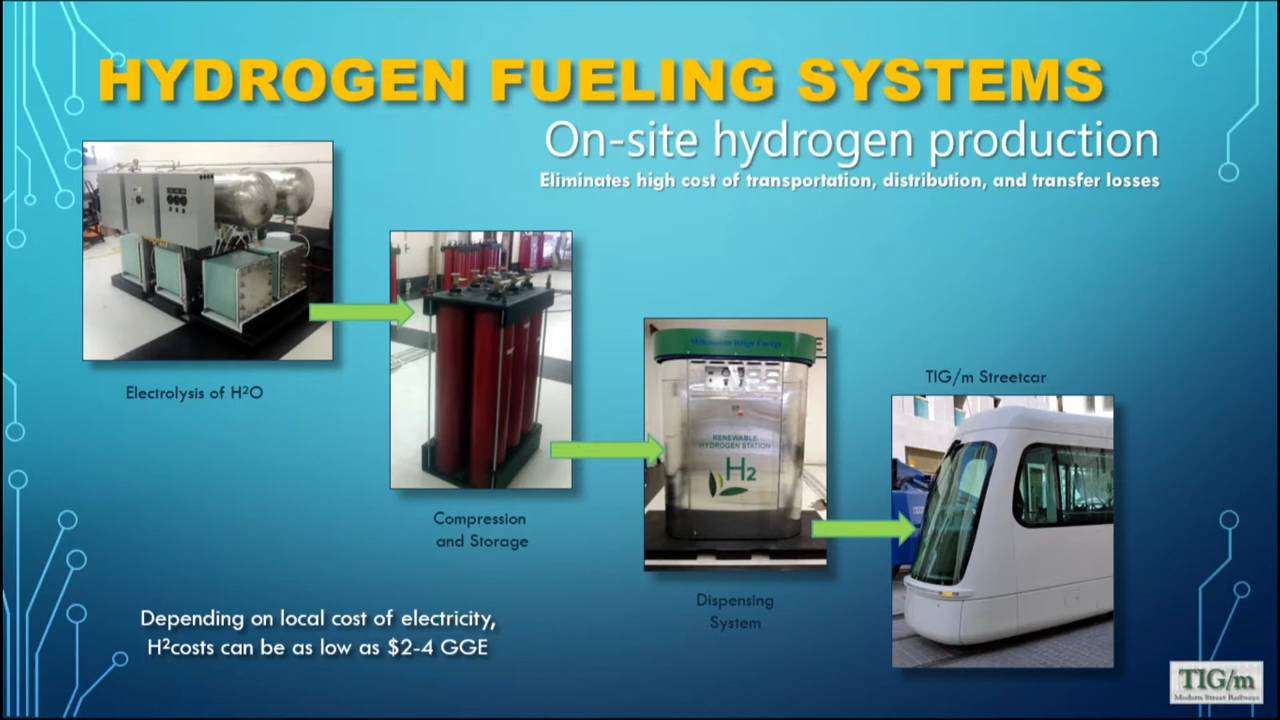 HYDROGEN FUELING SYSTEMS
On-site hydrogen production
Eliminates high cost of transportation, distribution, and transfer losses
Electrolysis of H²O
Compression
and Storage
RENEWABLE
HYDROGEN STATION
H₂
Dispensing
System
TIG/m Streetcar
Depending on local cost of electricity,
H²costs can be as low as $2-4 GGE
TIG/m
Modern Street Railways